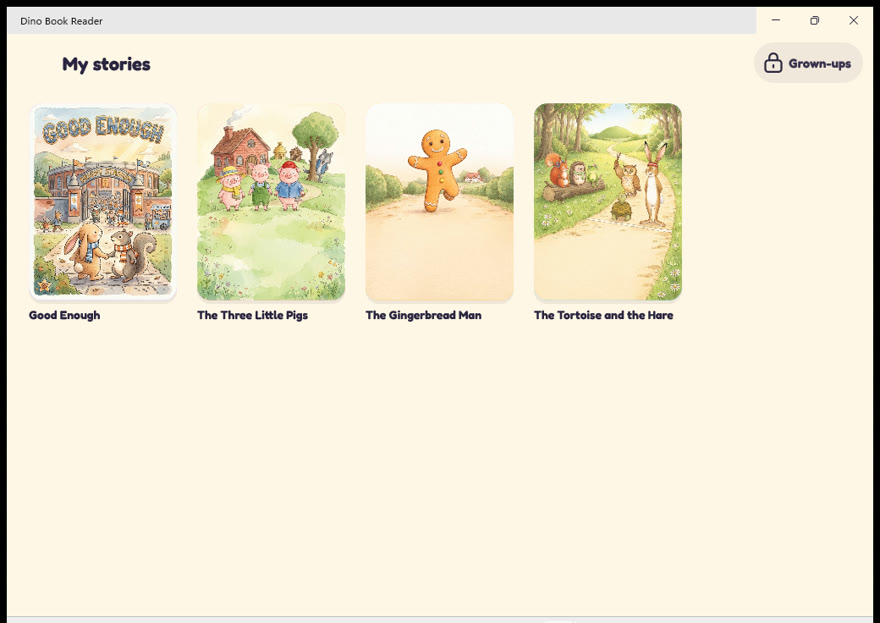 Dino Book Reader
My stories
Grown-ups
GOOD ENOUGH
Good Enough
The Three Little Pigs
The Gingerbread Man
The Tortoise and the Hare